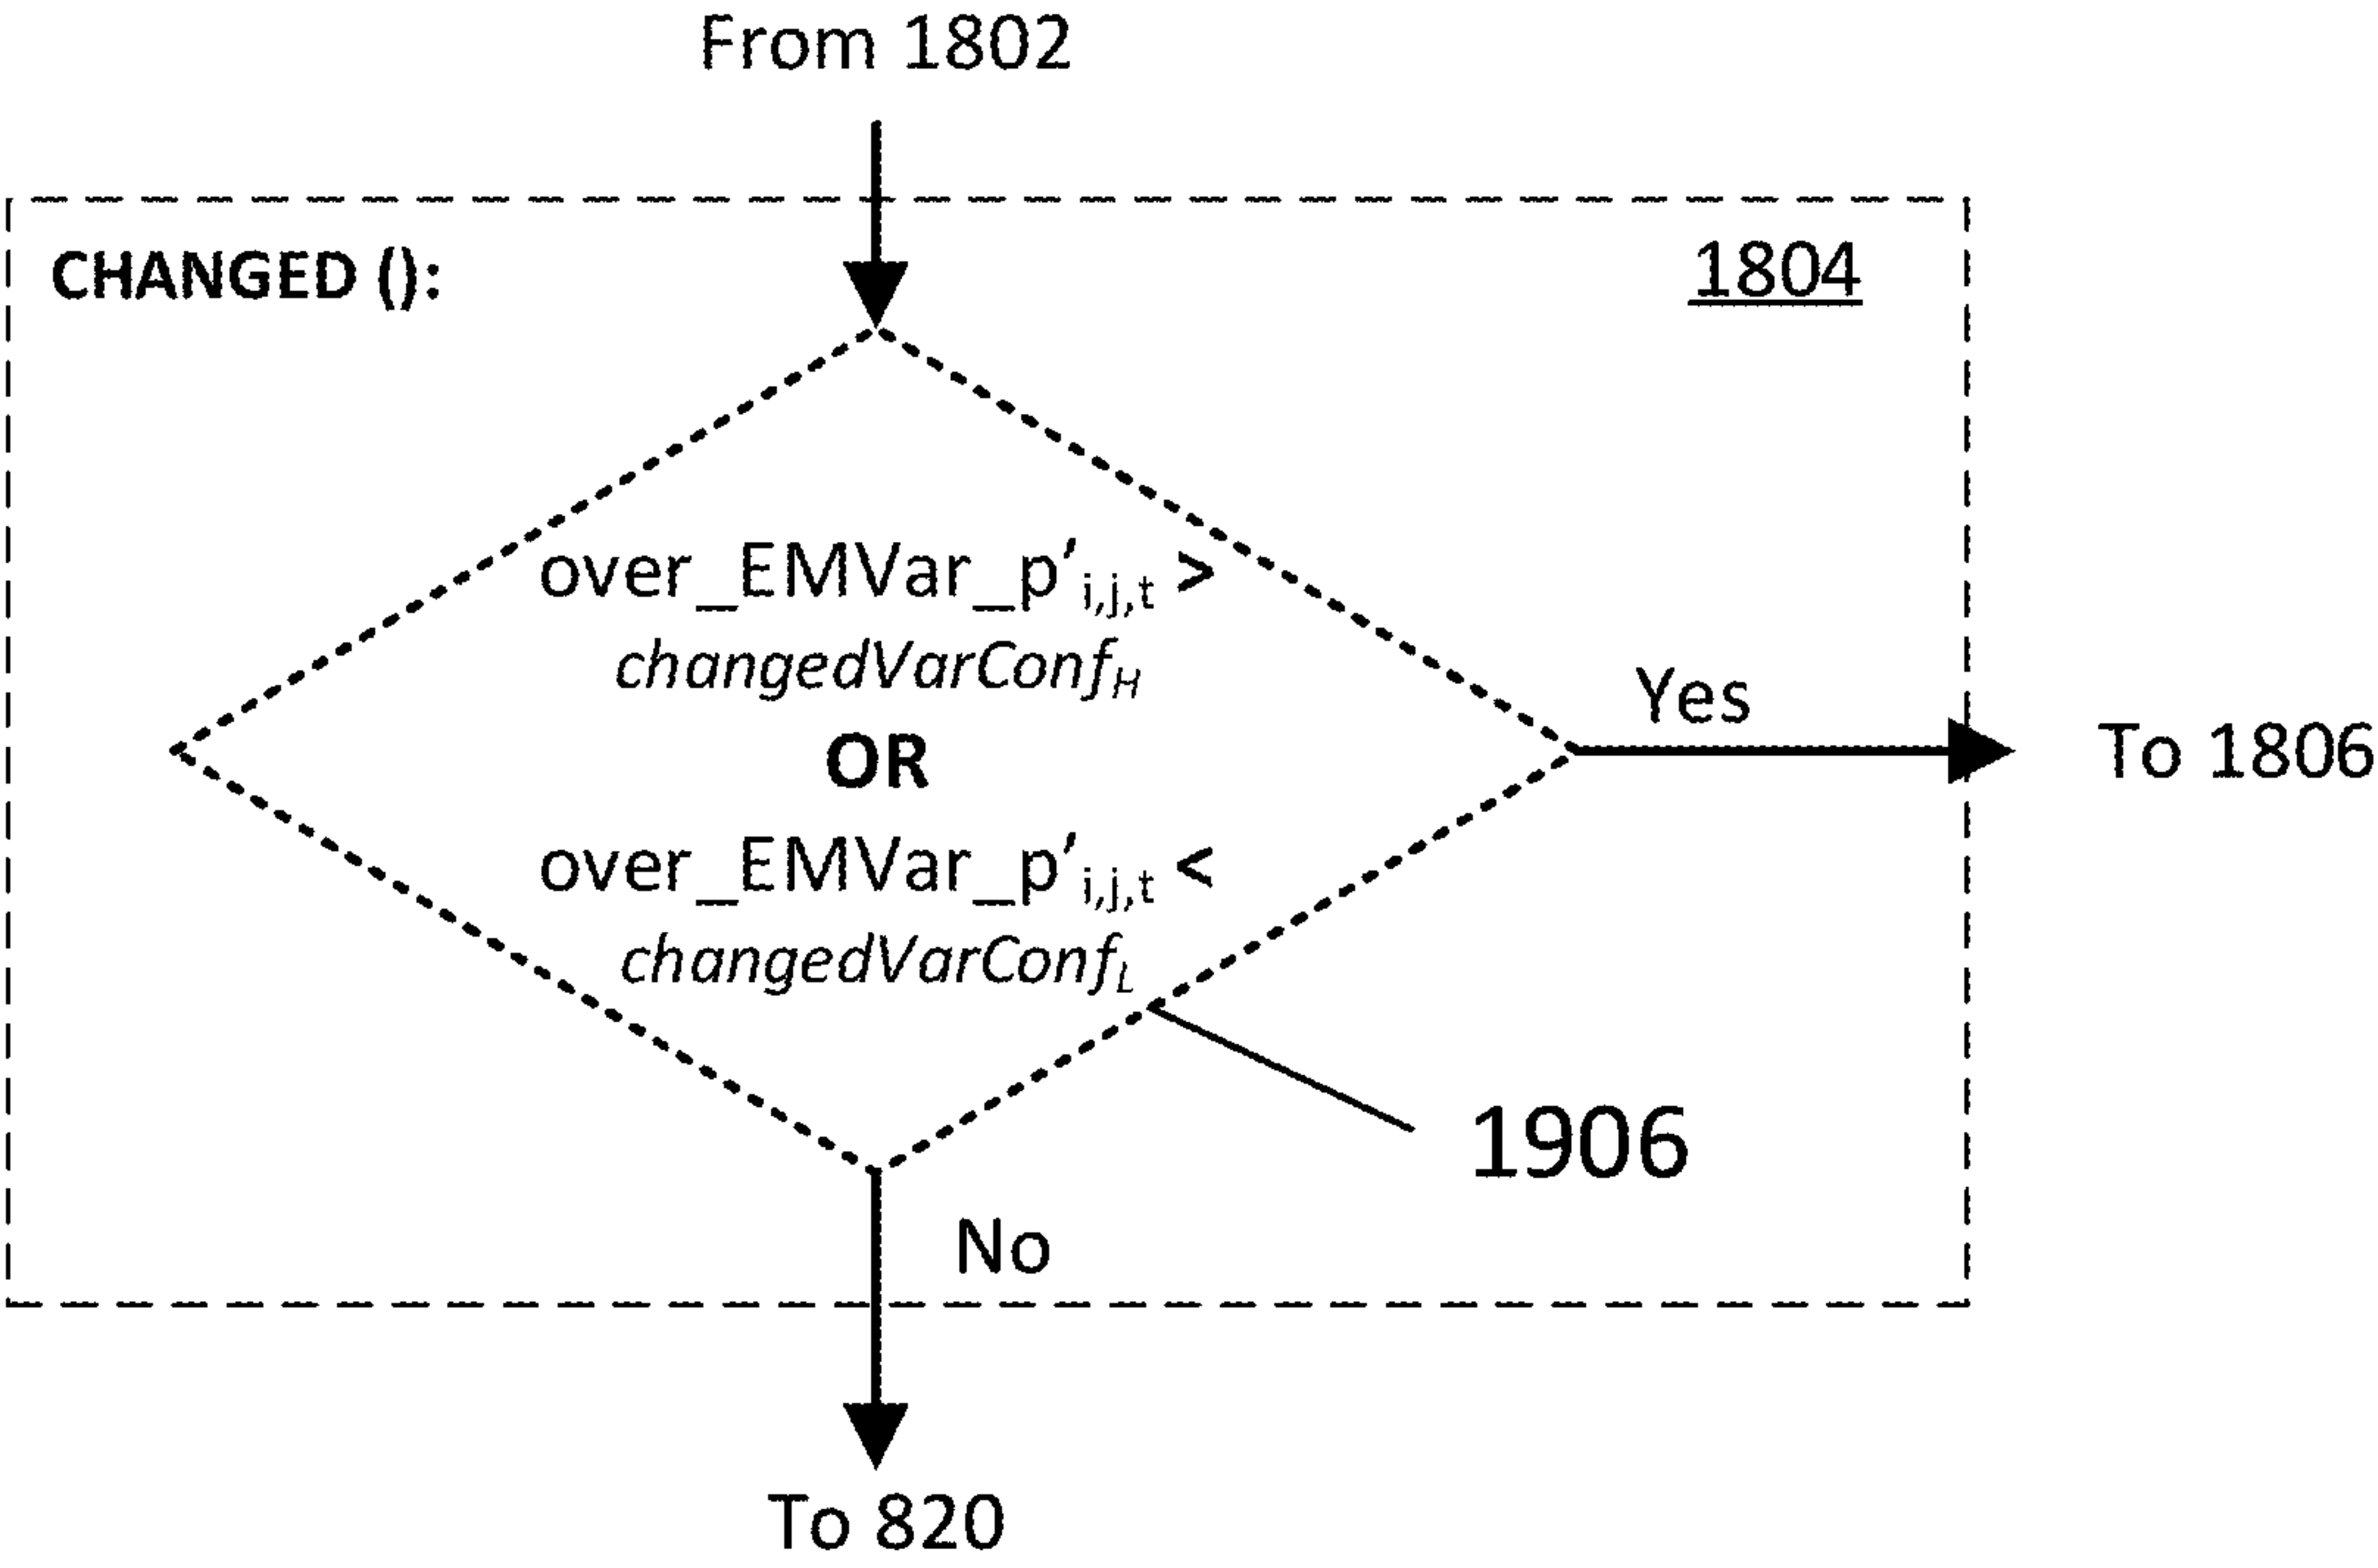 From 1802
CHANGED ():
1804
over_EMVar_p′i,j,t >
changedVarConfH
OR
over_EMVar_p′i,j,t <
changedVarConfL
Yes
To 1806
1906
No
To 820